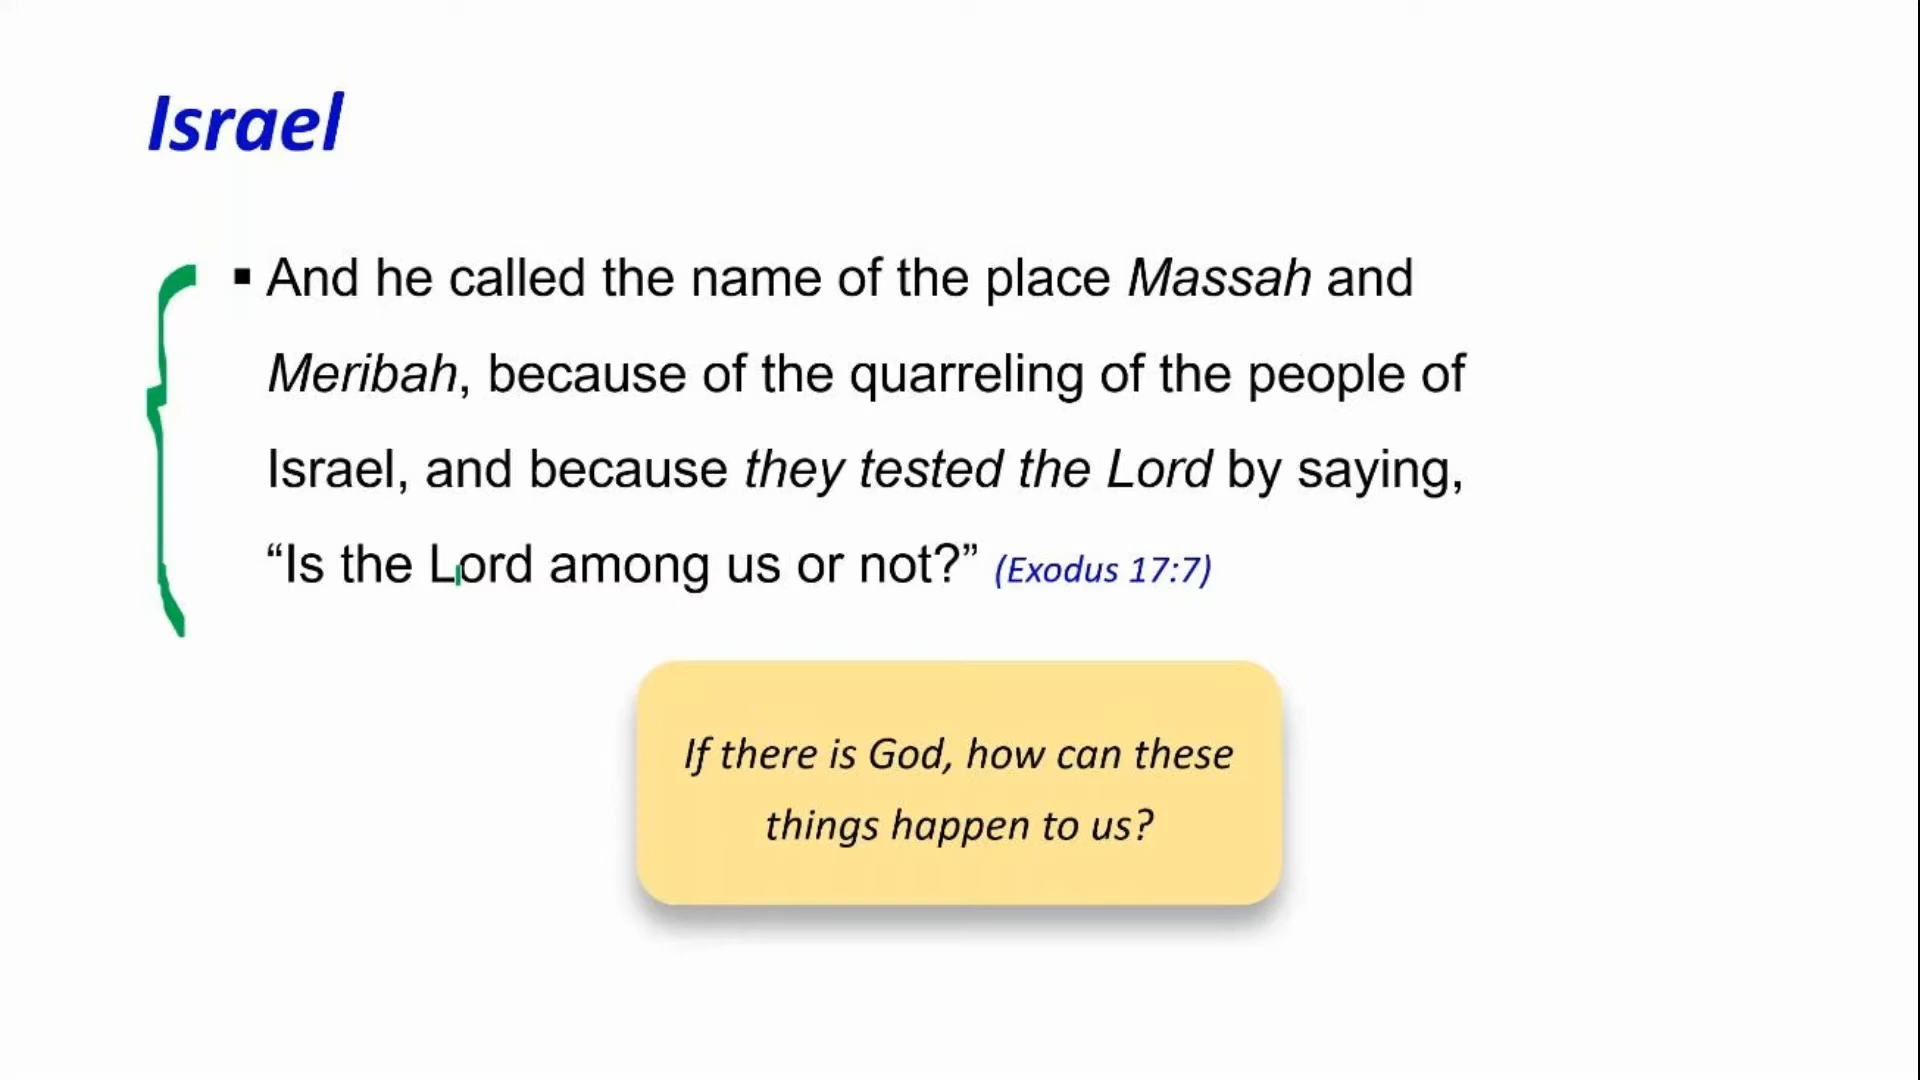 Israel
▪ And he called the name of the place Massah and
Meribah, because of the quarreling of the people of
Israel, and because they tested the Lord by saying,
“Is the Lord among us or not?” (Exodus 17:7)
If there is God, how can these
things happen to us?